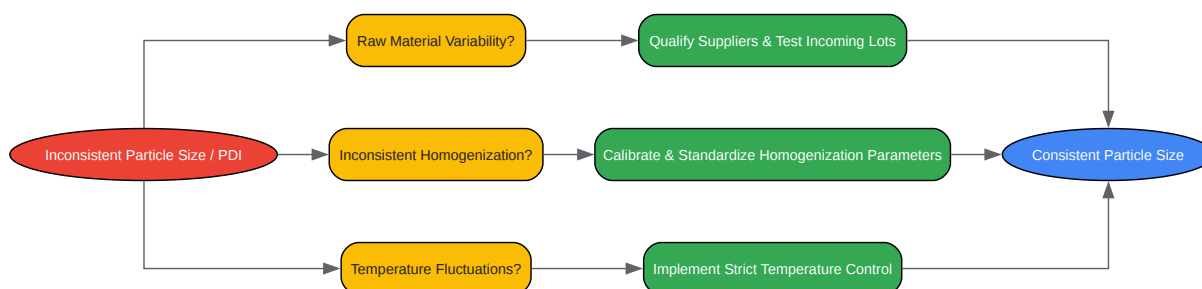 Raw Material Variability?
Qualify Suppliers & Test Incoming Lots
Inconsistent Particle Size / PDI
Inconsistent Homogenization?
Calibrate & Standardize Homogenization Parameters
Consistent Particle Size
Temperature Fluctuations?
Implement Strict Temperature Control